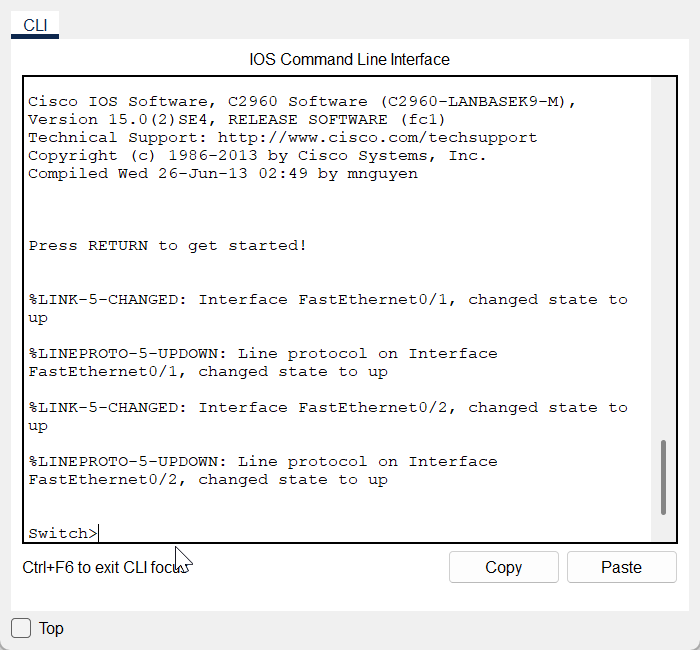 CLI
IOS Command Line Interface
Cisco IOS Software, C2960 Software (C2960-LANBASEK9-M),
Version 15.0(2)SE4, RELEASE SOFTWARE (fc1)
Technical Support: http://www.cisco.com/techsupport
Copyright (c) 1986-2013 by Cisco Systems, Inc.
Compiled Wed 26-Jun-13 02:49 by mnguyen
Press RETURN to get started!
%LINK-5-CHANGED: Interface FastEthernet0/1, changed state to
up
%LINEPROTO-5-UPDOWN: Line protocol on Interface
FastEthernet0/1, changed state to up
%LINK-5-CHANGED: Interface FastEthernet0/2, changed state to
up
%LINEPROTO-5-UPDOWN: Line protocol on Interface
FastEthernet0/2, changed state to up
Switch>
Ctrl+F6 to exit CLI focus
Copy
Paste
Top